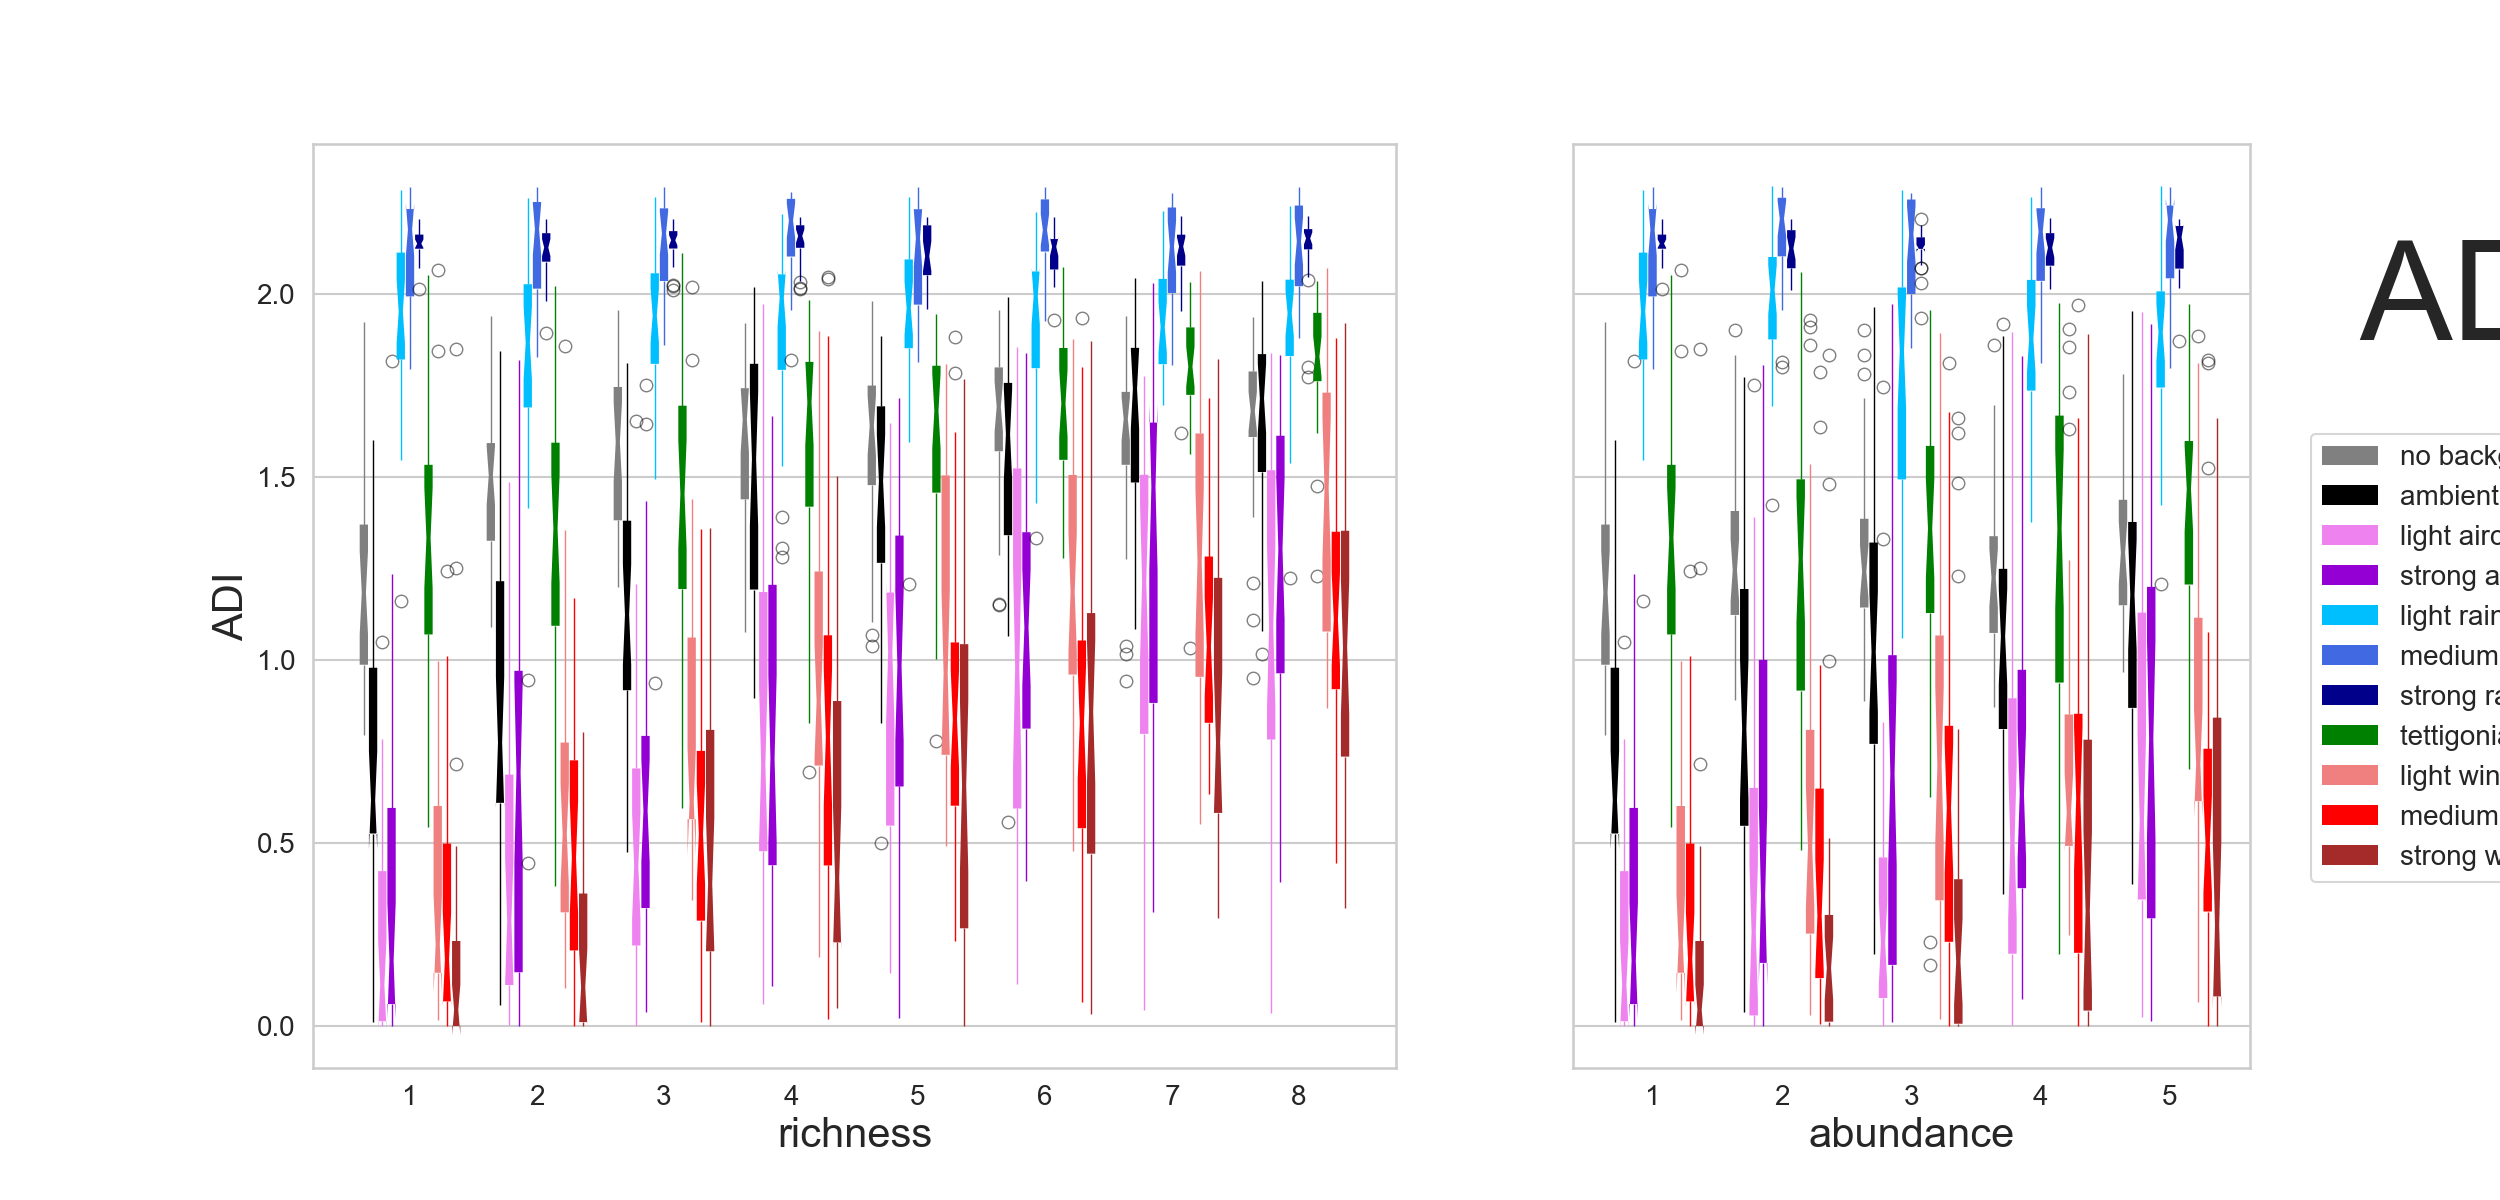 ADI
2.0
1.5
1.0
0.5
0.0
1 2 3 4 5 6 7 8
richness
1 2 3 4 5
abundance
AD
no backg
ambient
light airc
strong a
light rain
medium
strong ra
tettigonia
light win
medium
strong w